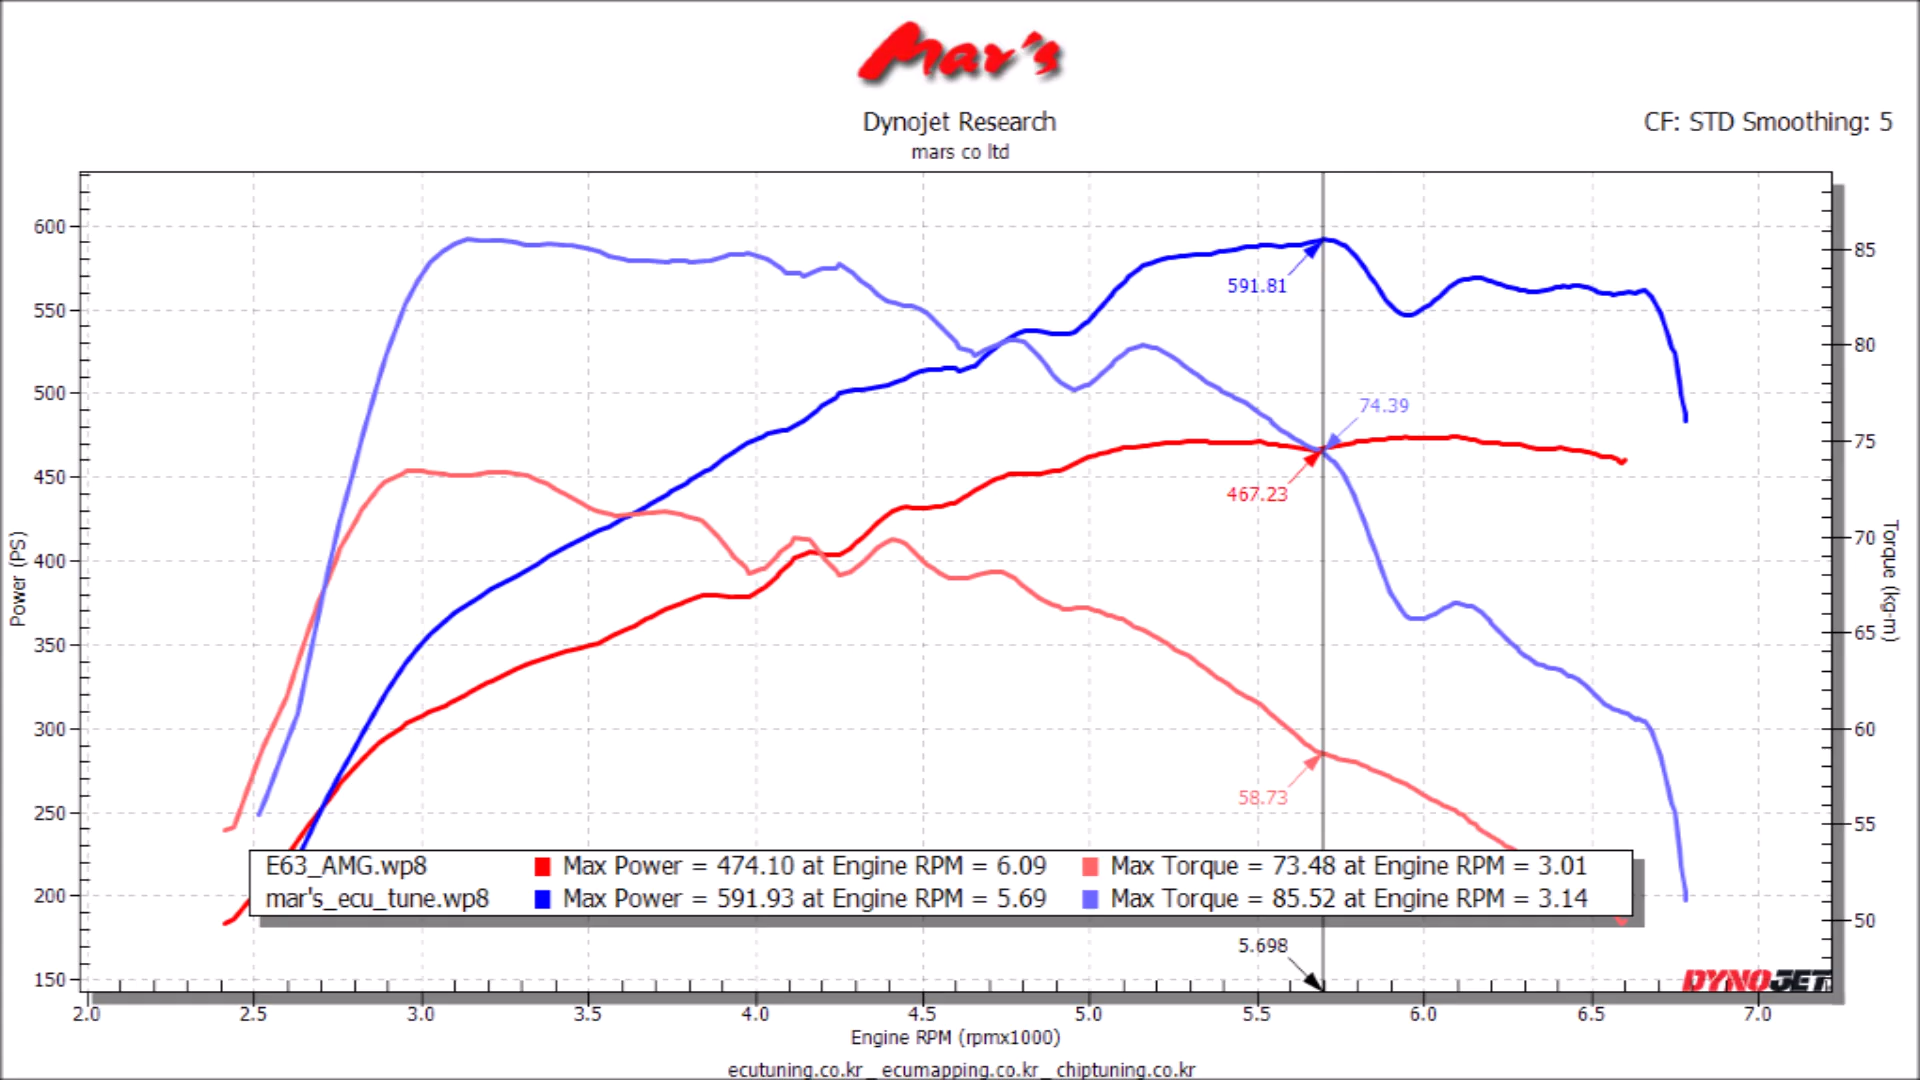 Mar's
Dynojet Research
CF: STD Smoothing: 5
mars co ltd
600
550
500
450
400
350
300
250
200
150
Power (PS)
85
80
75
70
65
60
55
50
Torque (kg-m)
591.81
74.39
467.23
58.73
E63_AMG.wp8 Max Power = 474.10 at Engine RPM = 6.09 Max Torque = 73.48 at Engine RPM = 3.01
mar's_ecu_tune.wp8 Max Power = 591.93 at Engine RPM = 5.69 Max Torque = 85.52 at Engine RPM = 3.14
5.698
DYNOJET
2.0 2.5 3.0 3.5 4.0 4.5 5.0 5.5 6.0 6.5 7.0
Engine RPM (rpmx1000)
ecutuning.co.kr_ ecumapping.co.kr_ chiptuning.co.kr